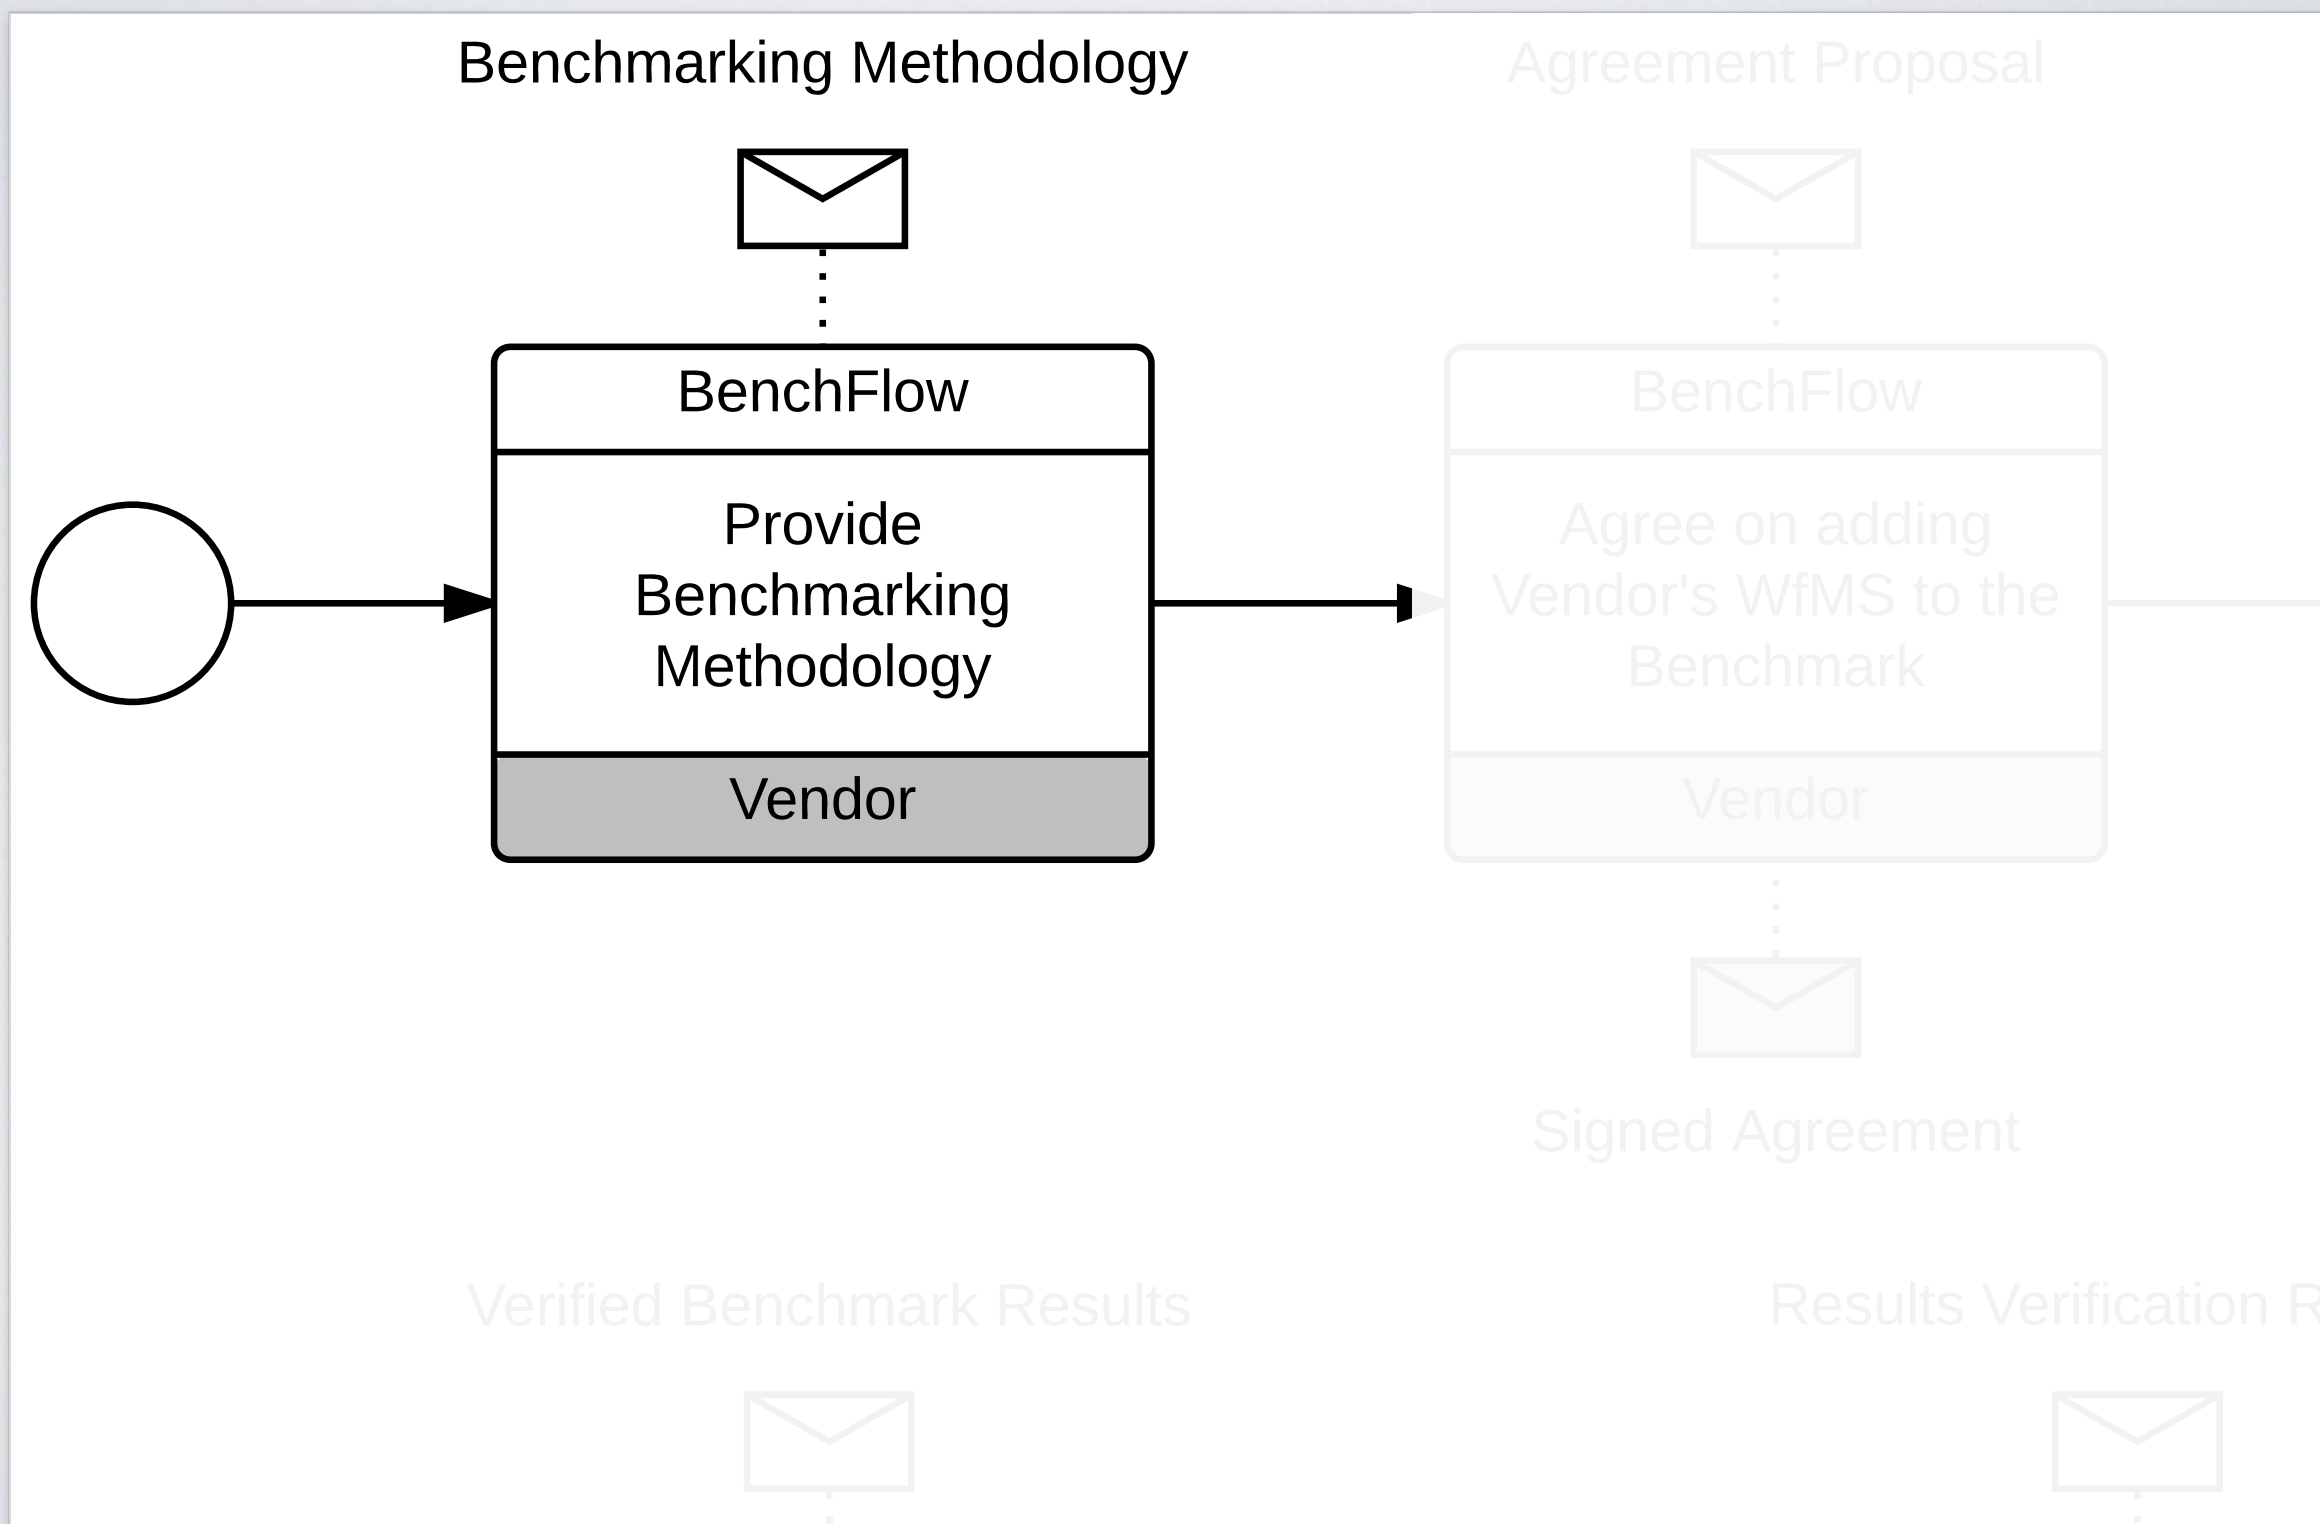 Benchmarking Methodology
Agreement Proposal
BenchFlow
Provide
Benchmarking
Methodology
Vendor
BenchFlow
Agree on adding
Vendor's WfMS to the
Benchmark
Vendor
Signed Agreement
Verified Benchmark Results
Results Verification R